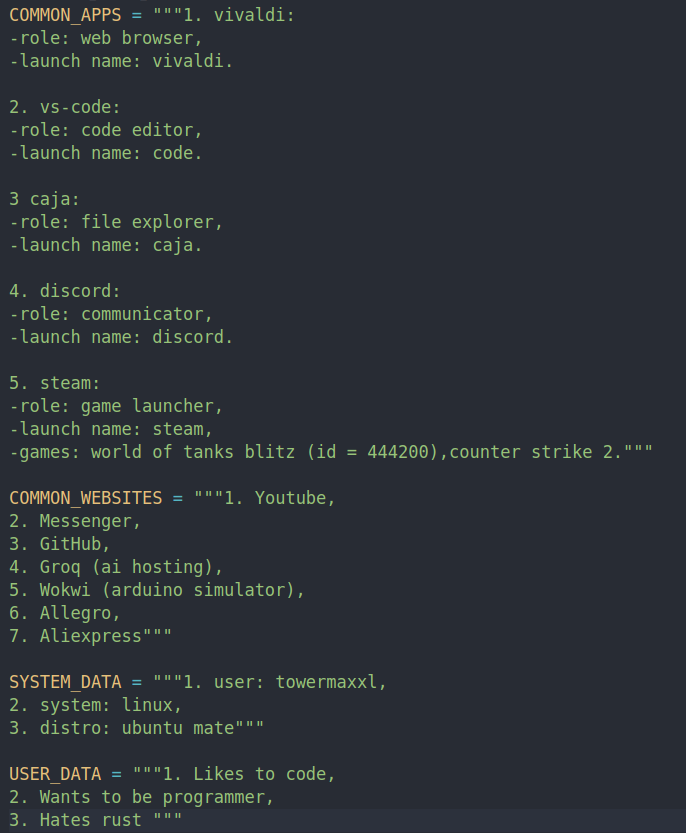 COMMON_APPS = """1. vivaldi:
-role: web browser,
-launch name: vivaldi.
2. vs-code:
-role: code editor,
-launch name: code.
3 caja:
-role: file explorer,
-launch name: caja.
4. discord:
-role: communicator,
-launch name: discord.
5. steam:
-role: game launcher,
-launch name: steam,
-games: world of tanks blitz (id = 444200),counter strike 2."""
COMMON_WEBSITES = """1. Youtube,
2. Messenger,
3. GitHub,
4. Groq (ai hosting),
5. Wokwi (arduino simulator),
6. Allegro,
7. Aliexpress"""
SYSTEM_DATA = """1. user: towermaxxl,
2. system: linux,
3. distro: ubuntu mate"""
USER_DATA = """1. Likes to code,
2. Wants to be programmer,
3. Hates rust """